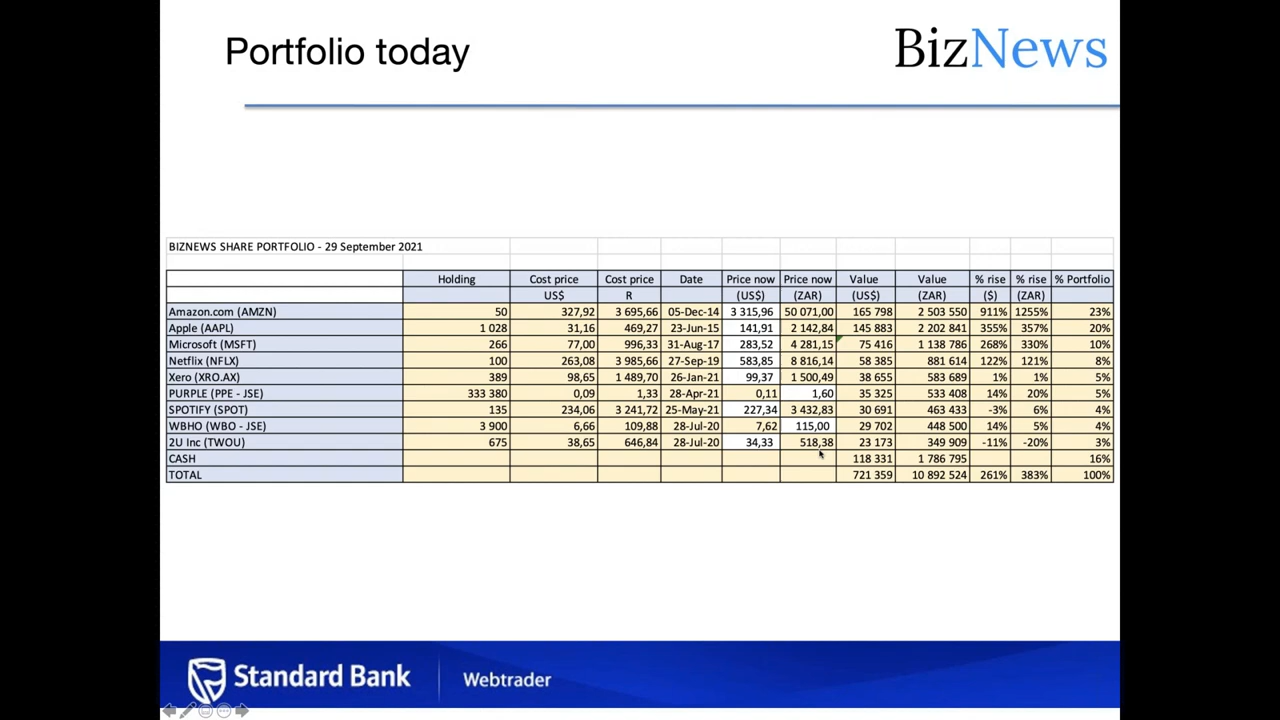 Portfolio today
BizNews
BIZNEWS SHARE PORTFOLIO - 29 September 2021
Holding Cost price Cost price Date Price now Price now Value Value % rise % rise % Portfolio
US$ R (US$) (ZAR) (US$) (ZAR) ($) (ZAR)
Amazon.com (AMZN) 50 327,92 3 695,66 05-Dec-14 3 315,96 50 071,00 165 798 2 503 550 911% 1255% 23%
Apple (AAPL) 1 028 31,16 469,27 23-Jun-15 141,91 2 142,84 145 883 2 202 841 355% 357% 20%
Microsoft (MSFT) 266 77,00 996,33 31-Aug-17 283,52 4 281,15 75 416 1 138 786 268% 330% 10%
Netflix (NFLX) 100 263,08 3 985,66 27-Sep-19 583,85 8 816,14 58 385 881 614 122% 121% 8%
Xero (XRO.AX) 389 98,65 1 489,70 26-Jan-21 99,37 1 500,49 38 655 583 689 1% 1% 5%
PURPLE (PPE - JSE) 333 380 0,09 1,33 28-Apr-21 0,11 1,60 35 325 533 408 14% 20% 5%
SPOTIFY (SPOT) 135 234,06 3 241,72 25-May-21 227,34 3 432,83 30 691 463 433 -3% 6% 4%
WBHO (WBO - JSE) 3 900 6,66 109,88 28-Jul-20 7,62 115,00 29 702 448 500 14% 5% 4%
2U Inc (TWOU) 675 38,65 646,84 28-Jul-20 34,33 518,38 23 173 349 909 -11% -20% 3%
CASH 118 331 1 786 795 16%
TOTAL 721 359 10 892 524 261% 383% 100%
Standard Bank Webtrader